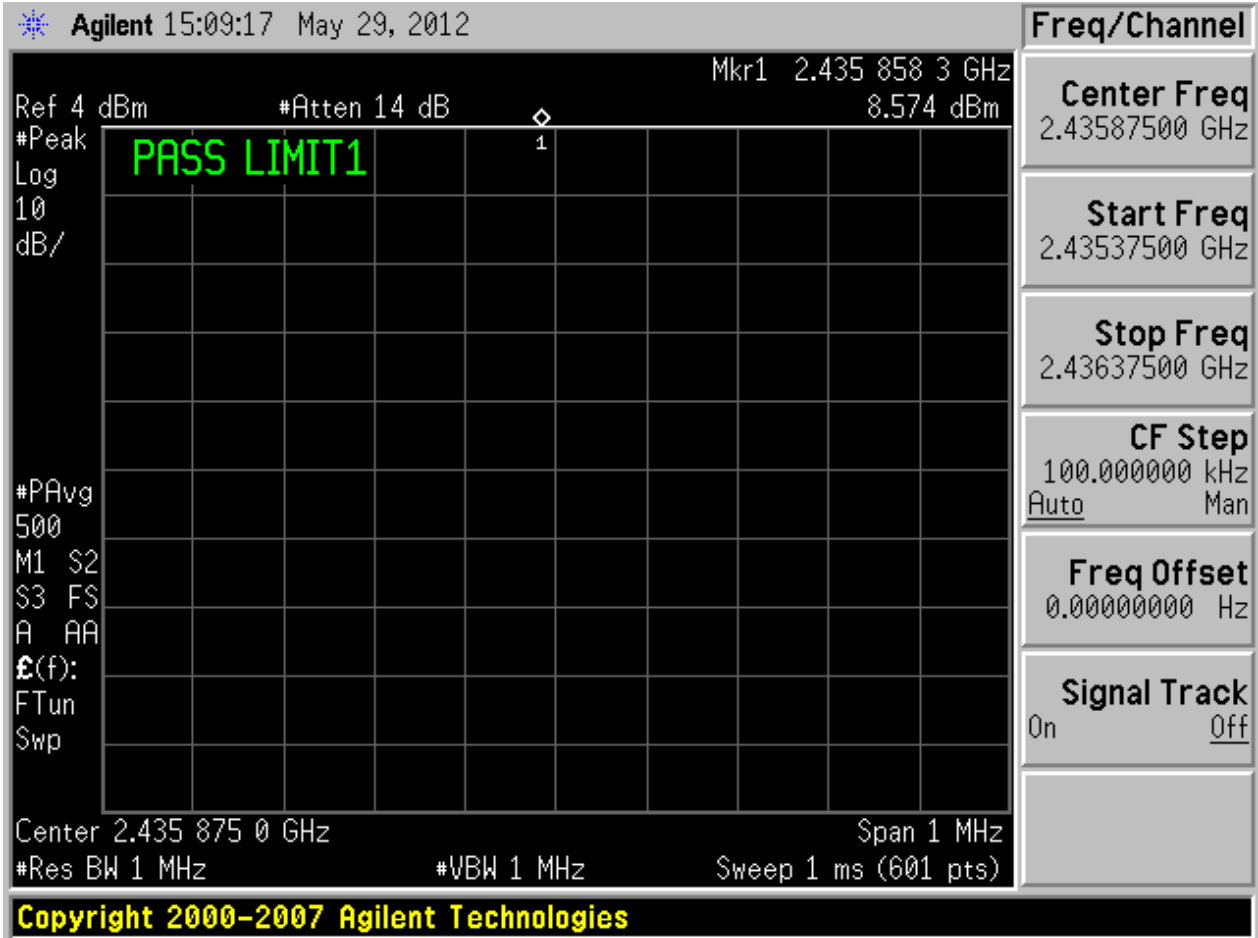 Agilent 15:09:17 May 29, 2012
Freq/Channel
Mkr1 2.435 858 3 GHz
Ref 4 dBm #Atten 14 dB 8.574 dBm
#Peak
Log
10
dB/
1
PASS LIMIT1
#PAvg
500
M1 S2
S3 FS
A AA
£(f):
FTun
Swp
Center 2.435 875 0 GHz Span 1 MHz
#Res BW 1 MHz #VBW 1 MHz Sweep 1 ms (601 pts)
Center Freq
2.43587500 GHz
Start Freq
2.43537500 GHz
Stop Freq
2.43637500 GHz
CF Step
100.000000 kHz
Auto Man
Freq Offset
0.00000000 Hz
Signal Track
On Off
Copyright 2000-2007 Agilent Technologies